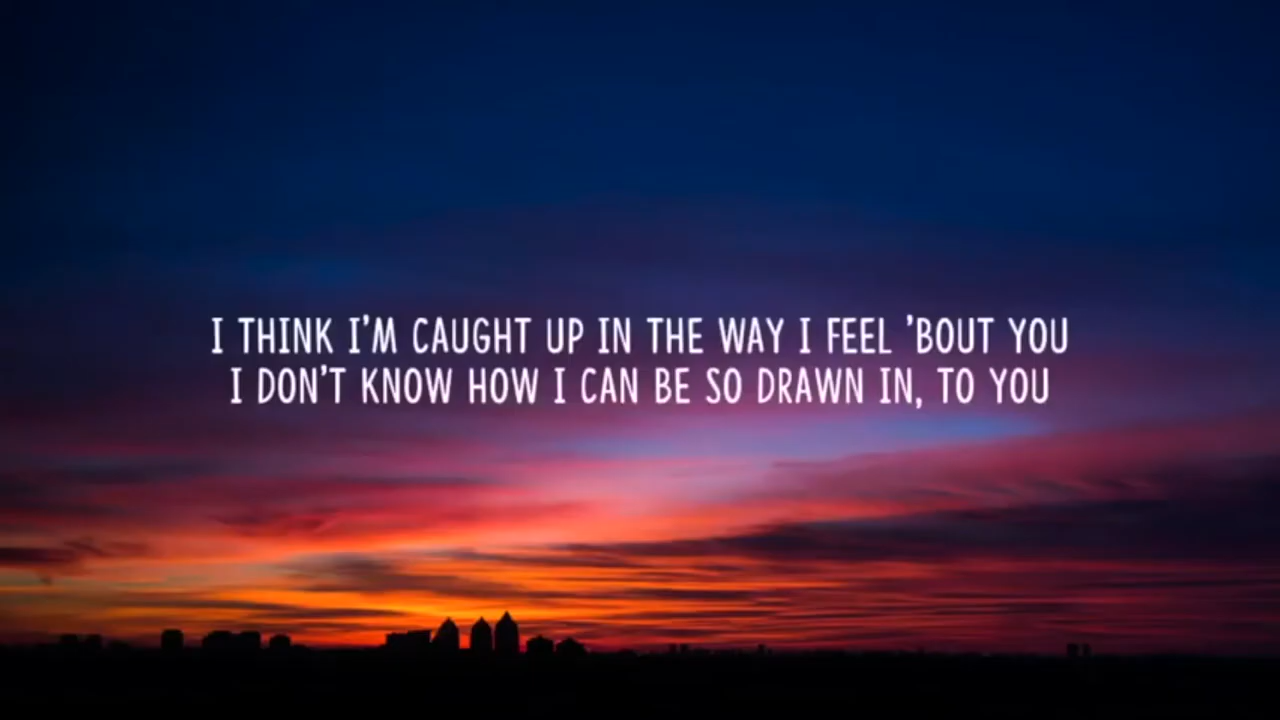 I THINK I'M CAUGHT UP IN THE WAY I FEEL 'BOUT YOU
I DON'T KNOW HOW I CAN BE SO DRAWN IN, TO YOU